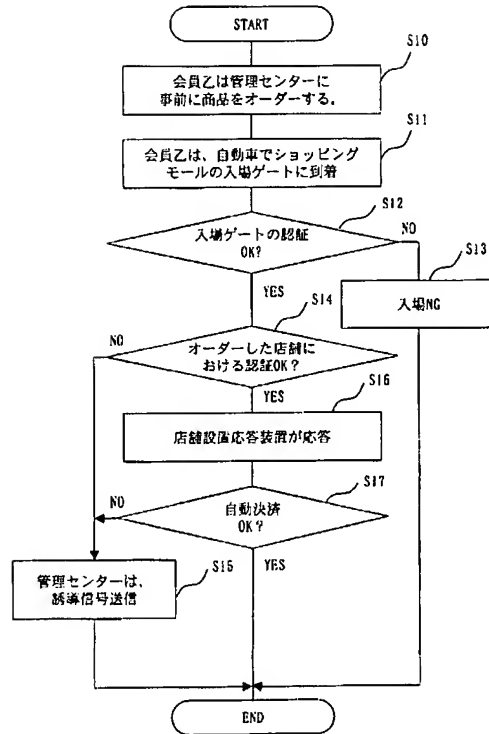 START
S10
会員乙は管理センターに
事前に商品をオーダーする。
S11
会員乙は、自動車でショッピング
モールの入場ゲートに到着
S12
入場ゲートの認証
OK?
NO
YES
S13
入場NG
S14
NO
オーダーした店舗に
おける認証OK?
YES
S16
店舗設置応答装置が応答
S17
NO
自動決済
OK?
YES
S15
管理センターは、
誘導信号送信
END